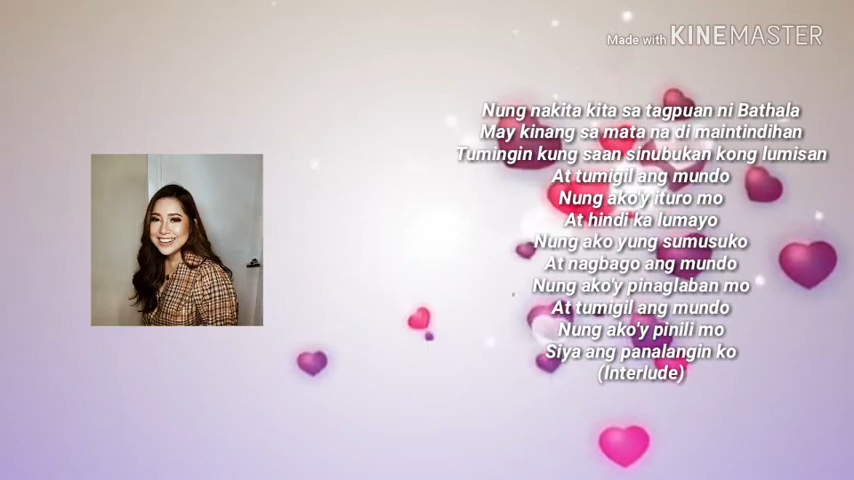 Made with KINEMASTER
Nung nakita kita sa tagpuan ni Bathala
May kinang sa mata na di maintindihan
Tumingin kung saan sinubukan kong lumisan
At tumigil ang mundo
Nung ako'y ituro mo
At hindi ka lumayo
Nung ako yung sumusuko
At nagbago ang mundo
Nung ako'y pinaglaban mo
At tumigil ang mundo
Nung ako'y pinili mo
Siya ang panalangin ko
(Interlude)